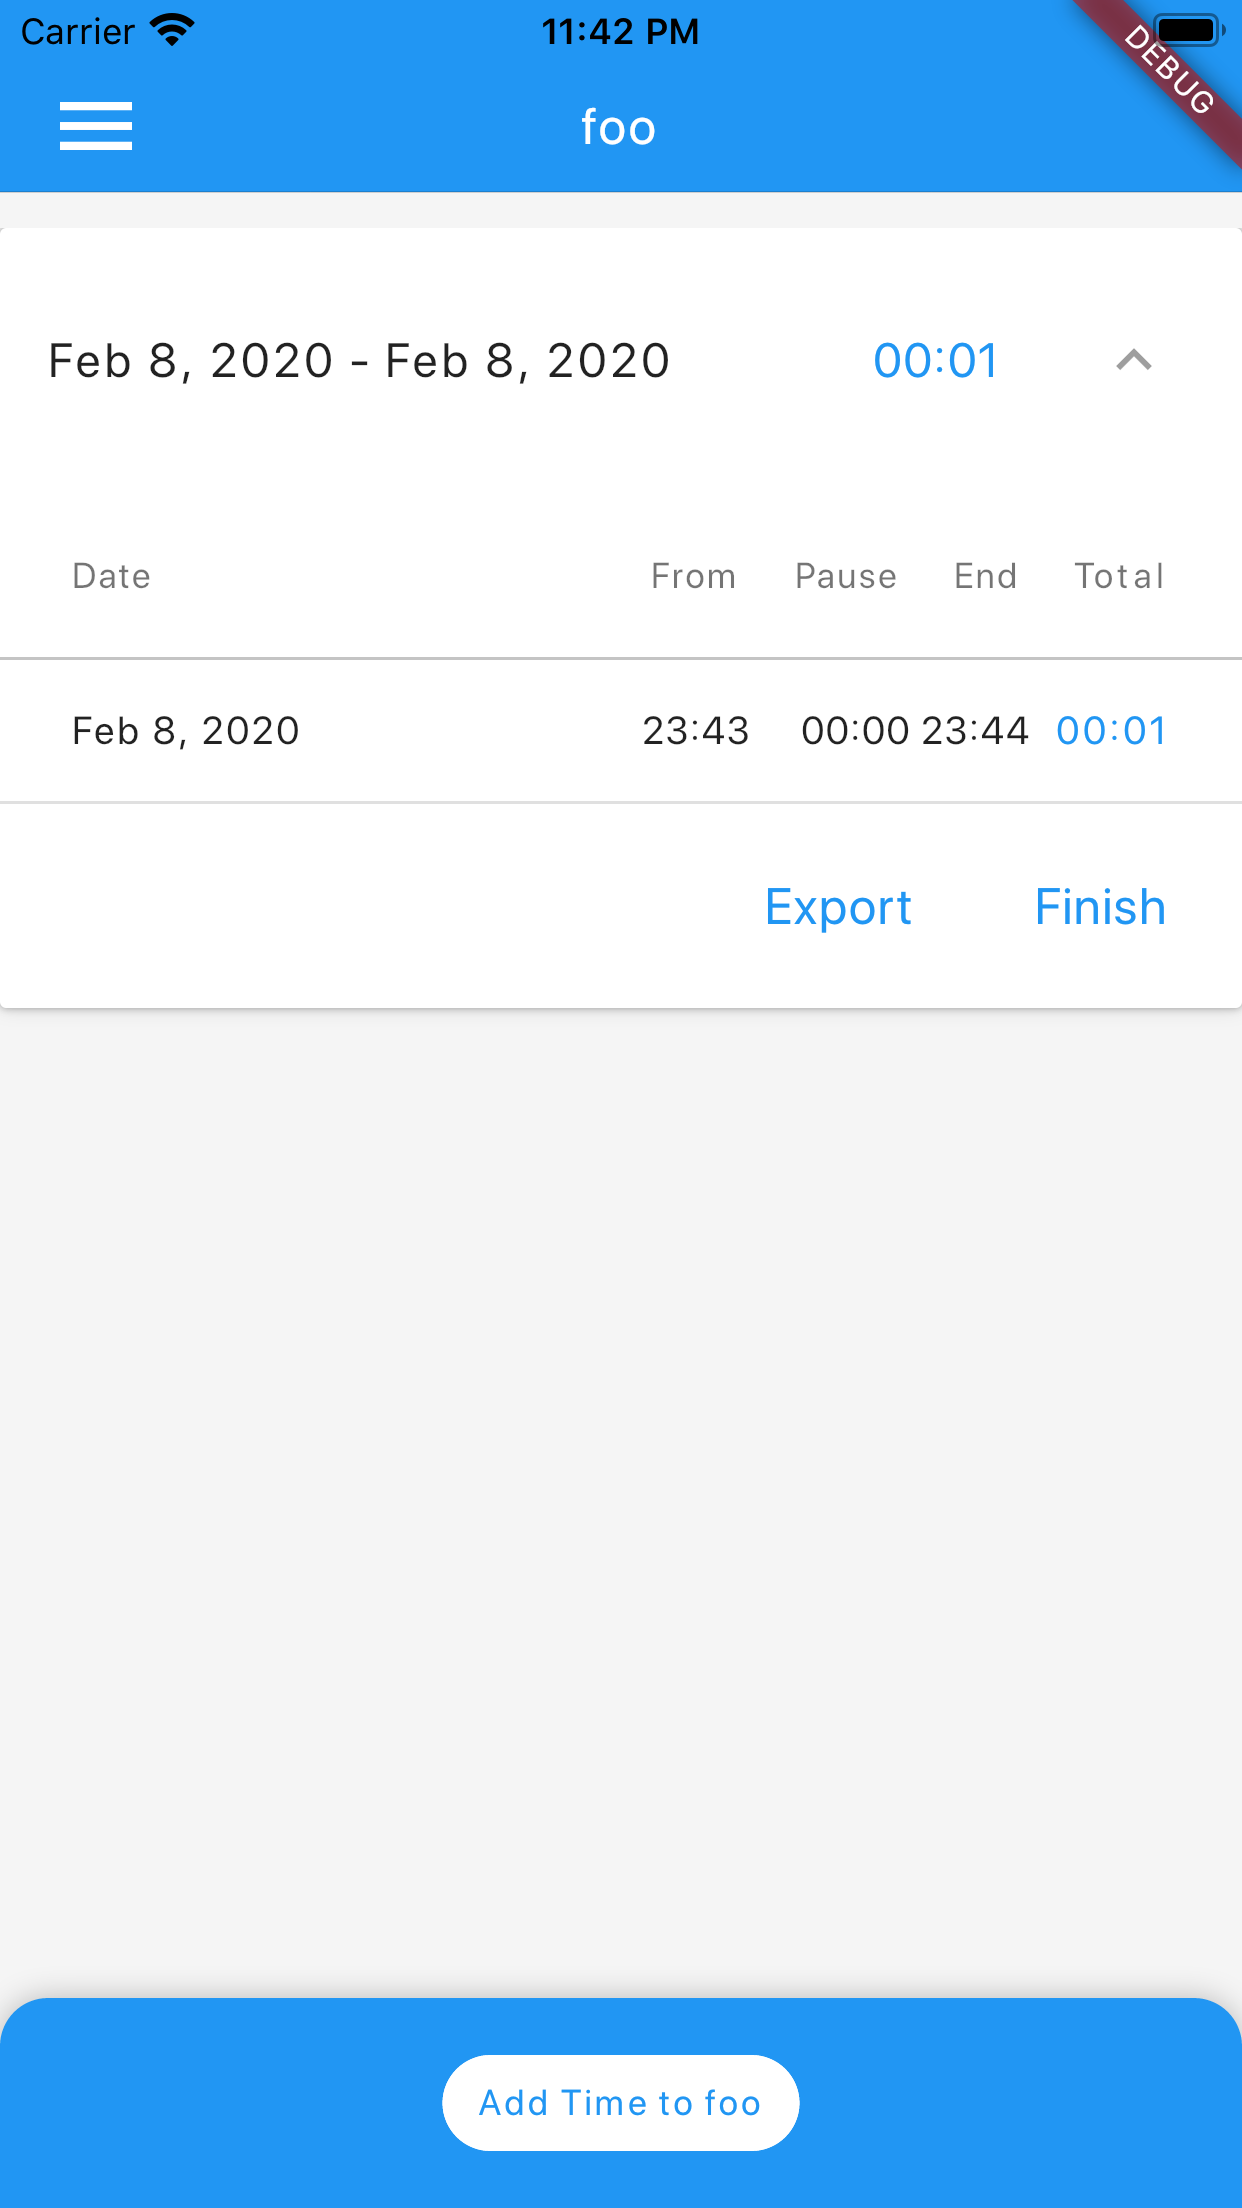 Carrier 11:42 PM
DEBUG
foo
Feb 8, 2020 - Feb 8, 2020 00:01
Date From Pause End Total
Feb 8, 2020 23:43 00:00 23:44 00:01
Export Finish
Add Time to foo